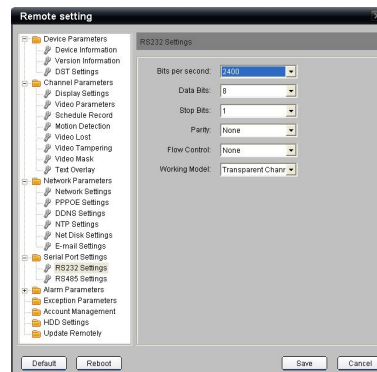 Remote setting
Device Parameters
Device Information
Version Information
DST Settings
Channel Parameters
Display Settings
Video Parameters
Schedule Record
Motion Detection
Video Lost
Video Tampering
Video Mask
Text Overlay
Network Parameters
Network Settings
PPPOE Settings
DDNS Settings
NTP Settings
Net Disk Settings
E-mail Settings
Serial Port Settings
RS232 Settings
RS485 Settings
Alarm Parameters
Exception Parameters
Account Management
HDD Settings
Update Remotely
RS232 Settings
Bits per second: 2400
Data Bits: 8
Stop Bits: 1
Parity: None
Flow Control: None
Working Model: Transparent Chanr
Default Reboot Save Cancel